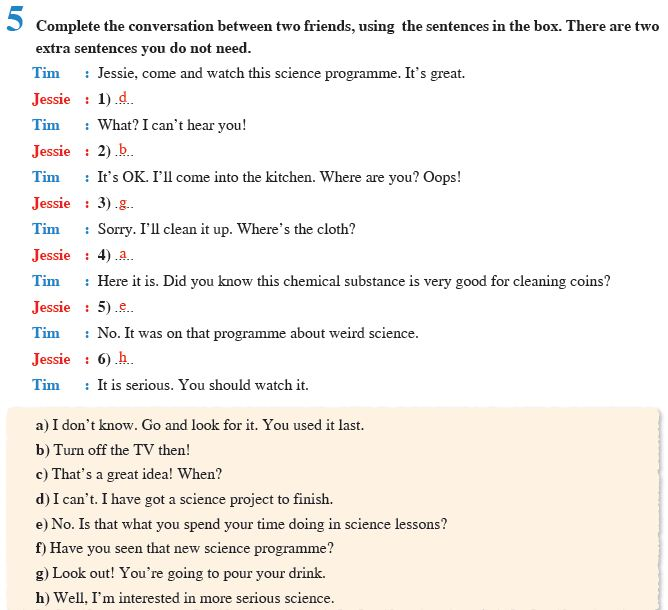 5 Complete the conversation between two friends, using the sentences in the box. There are two
extra sentences you do not need.
Tim : Jessie, come and watch this science programme. It's great.
Jessie : 1) .d..
Tim : What? I can't hear you!
Jessie : 2) .b..
Tim : It's OK. I'll come into the kitchen. Where are you? Oops!
Jessie : 3) .g..
Tim : Sorry. I'll clean it up. Where's the cloth?
Jessie : 4) .a..
Tim : Here it is. Did you know this chemical substance is very good for cleaning coins?
Jessie : 5) .e..
Tim : No. It was on that programme about weird science.
Jessie : 6) .h..
Tim : It is serious. You should watch it.
a) I don't know. Go and look for it. You used it last.
b) Turn off the TV then!
c) That's a great idea! When?
d) I can't. I have got a science project to finish.
e) No. Is that what you spend your time doing in science lessons?
f) Have you seen that new science programme?
g) Look out! You're going to pour your drink.
h) Well, I'm interested in more serious science.